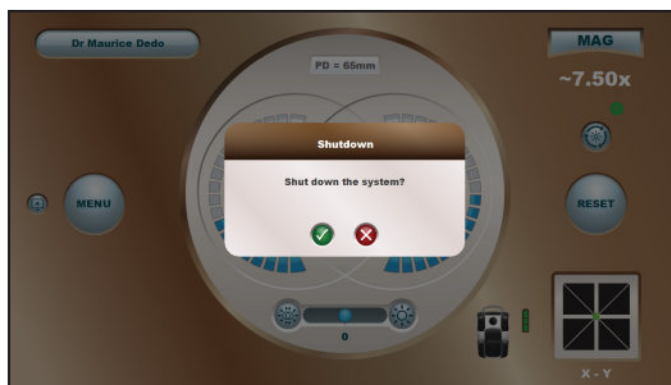 Dr Maurice Dedo
PD = 65mm
MAG
~7.50x
Shutdown
Shut down the system?
MENU
RESET
0
X - Y